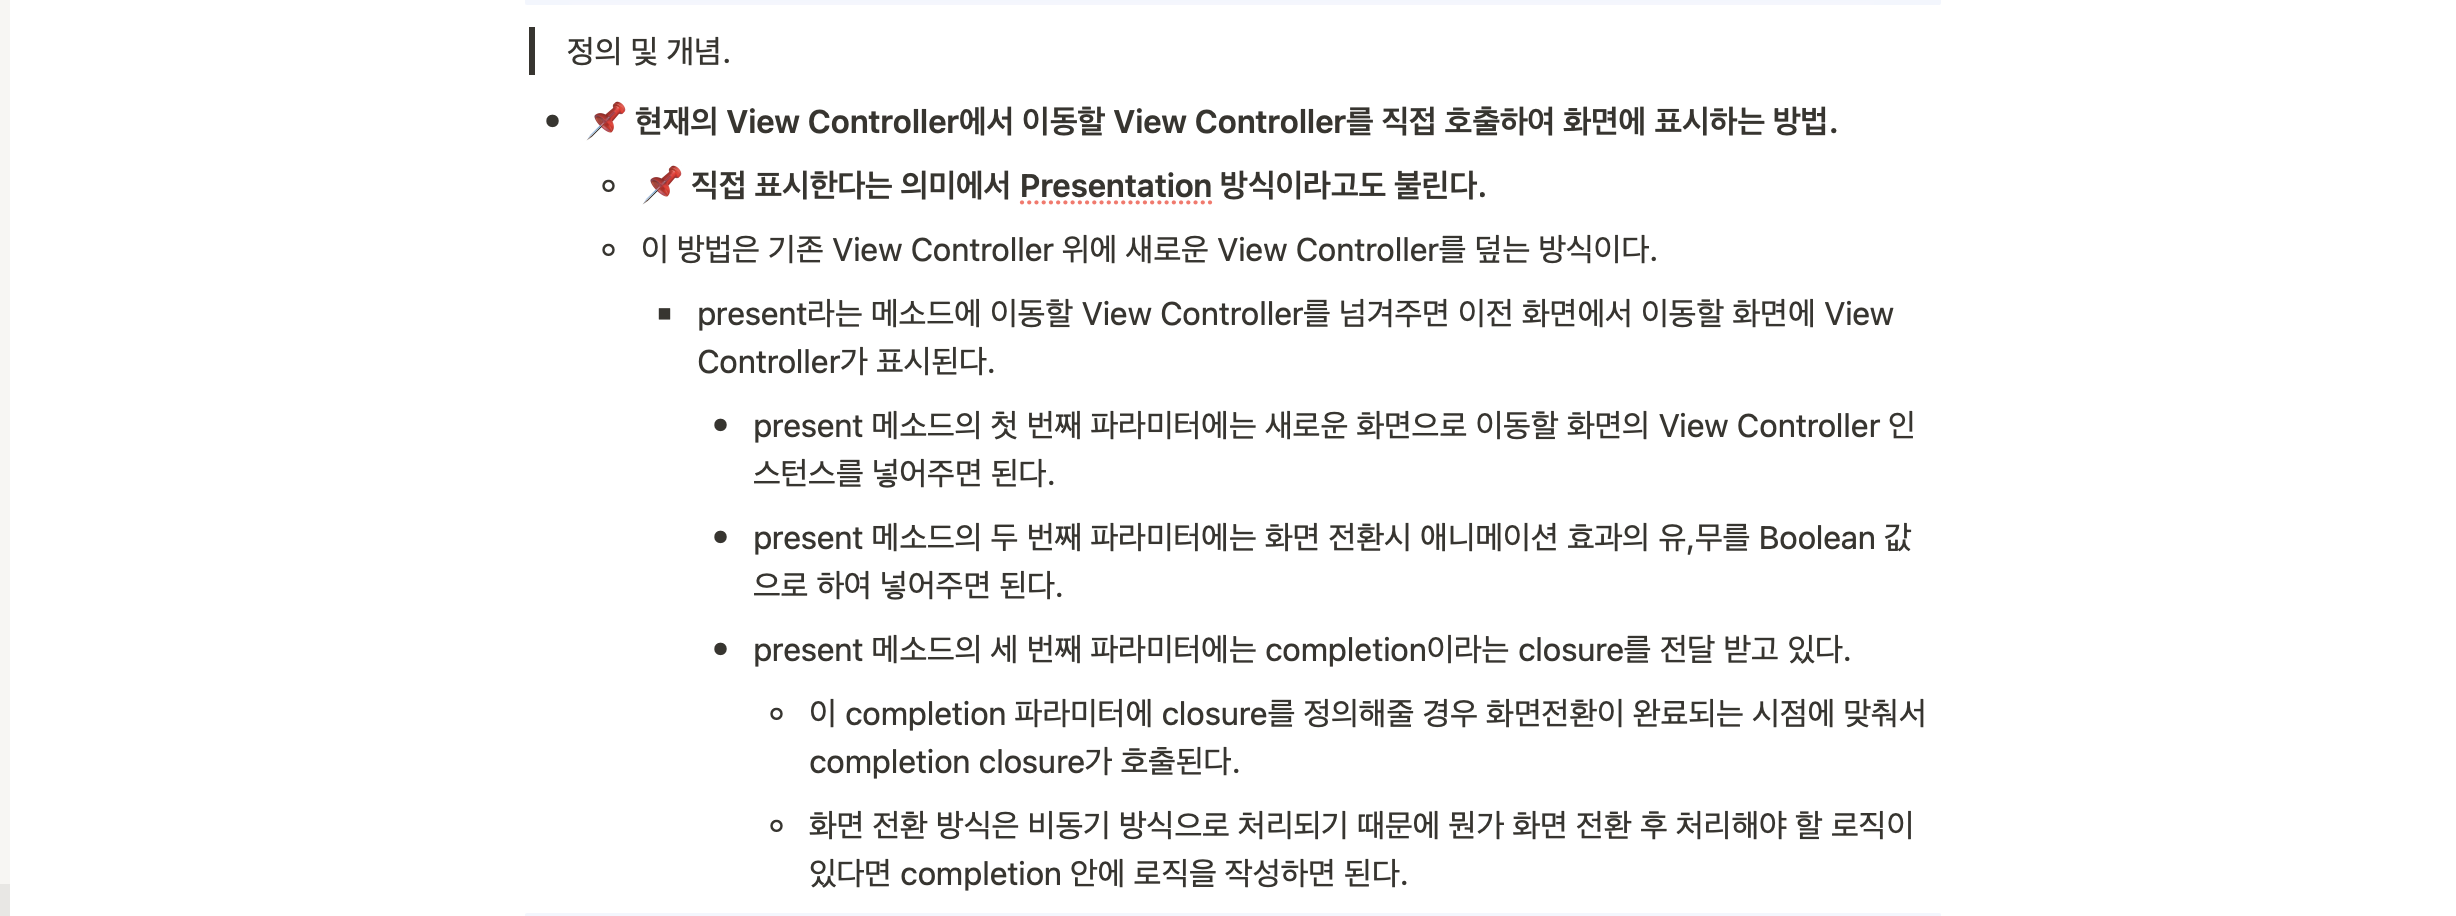 정의 및 개념.
📌 현재의 View Controller에서 이동할 View Controller를 직접 호출하여 화면에 표시하는 방법.
📌 직접 표시한다는 의미에서 Presentation 방식이라고도 불린다.
이 방법은 기존 View Controller 위에 새로운 View Controller를 덮는 방식이다.
present라는 메소드에 이동할 View Controller를 넘겨주면 이전 화면에서 이동할 화면에 View
Controller가 표시된다.
present 메소드의 첫 번째 파라미터에는 새로운 화면으로 이동할 화면의 View Controller 인
스턴스를 넣어주면 된다.
present 메소드의 두 번째 파라미터에는 화면 전환시 애니메이션 효과의 유,무를 Boolean 값
으로 하여 넣어주면 된다.
present 메소드의 세 번째 파라미터에는 completion이라는 closure를 전달 받고 있다.
이 completion 파라미터에 closure를 정의해줄 경우 화면전환이 완료되는 시점에 맞춰서
completion closure가 호출된다.
화면 전환 방식은 비동기 방식으로 처리되기 때문에 뭔가 화면 전환 후 처리해야 할 로직이
있다면 completion 안에 로직을 작성하면 된다.